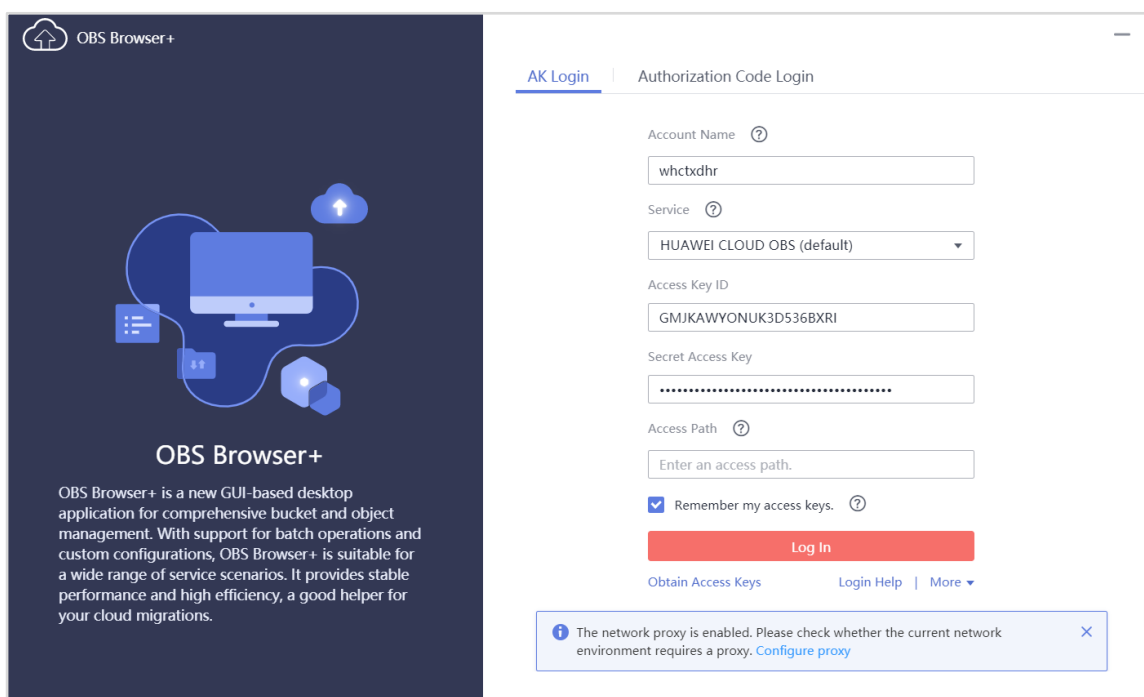 OBS Browser+
AK Login
Authorization Code Login
Account Name ?
whctxdhr
Service ?
HUAWEI CLOUD OBS (default)
Access Key ID
GMJKAWYONUK3D536BXRI
Secret Access Key
••••••••••••••••••••••••••••••••••••••••
Access Path ?
Enter an access path.
Remember my access keys. ?
Log In
Obtain Access Keys
Login Help | More
OBS Browser+
OBS Browser+ is a new GUI-based desktop
application for comprehensive bucket and object
management. With support for batch operations and
custom configurations, OBS Browser+ is suitable for
a wide range of service scenarios. It provides stable
performance and high efficiency, a good helper for
your cloud migrations.
The network proxy is enabled. Please check whether the current network
environment requires a proxy. Configure proxy